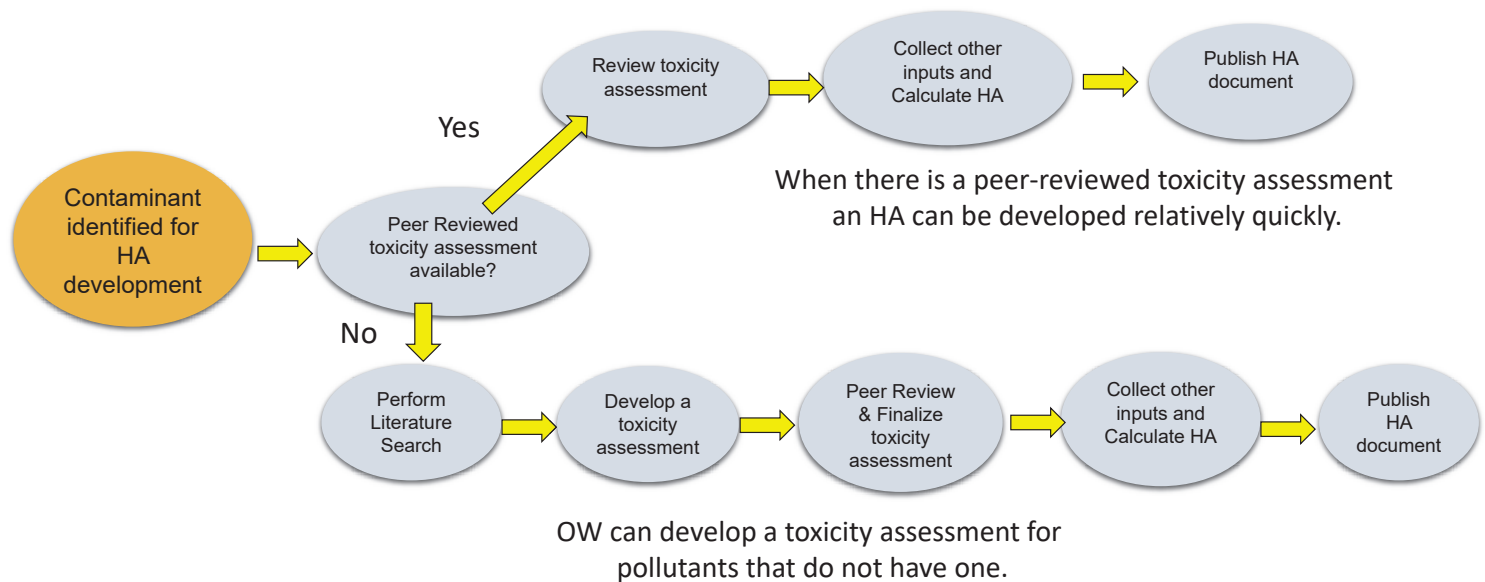 Contaminant
identified for
HA
development
Peer Reviewed
toxicity assessment
available?
Yes
Review toxicity
assessment
Collect other
inputs and
Calculate HA
Publish HA
document
When there is a peer-reviewed toxicity assessment
an HA can be developed relatively quickly.
No
Perform
Literature
Search
Develop a
toxicity
assessment
Peer Review
& Finalize
toxicity
assessment
Collect other
inputs and
Calculate HA
Publish
HA
document
OW can develop a toxicity assessment for
pollutants that do not have one.